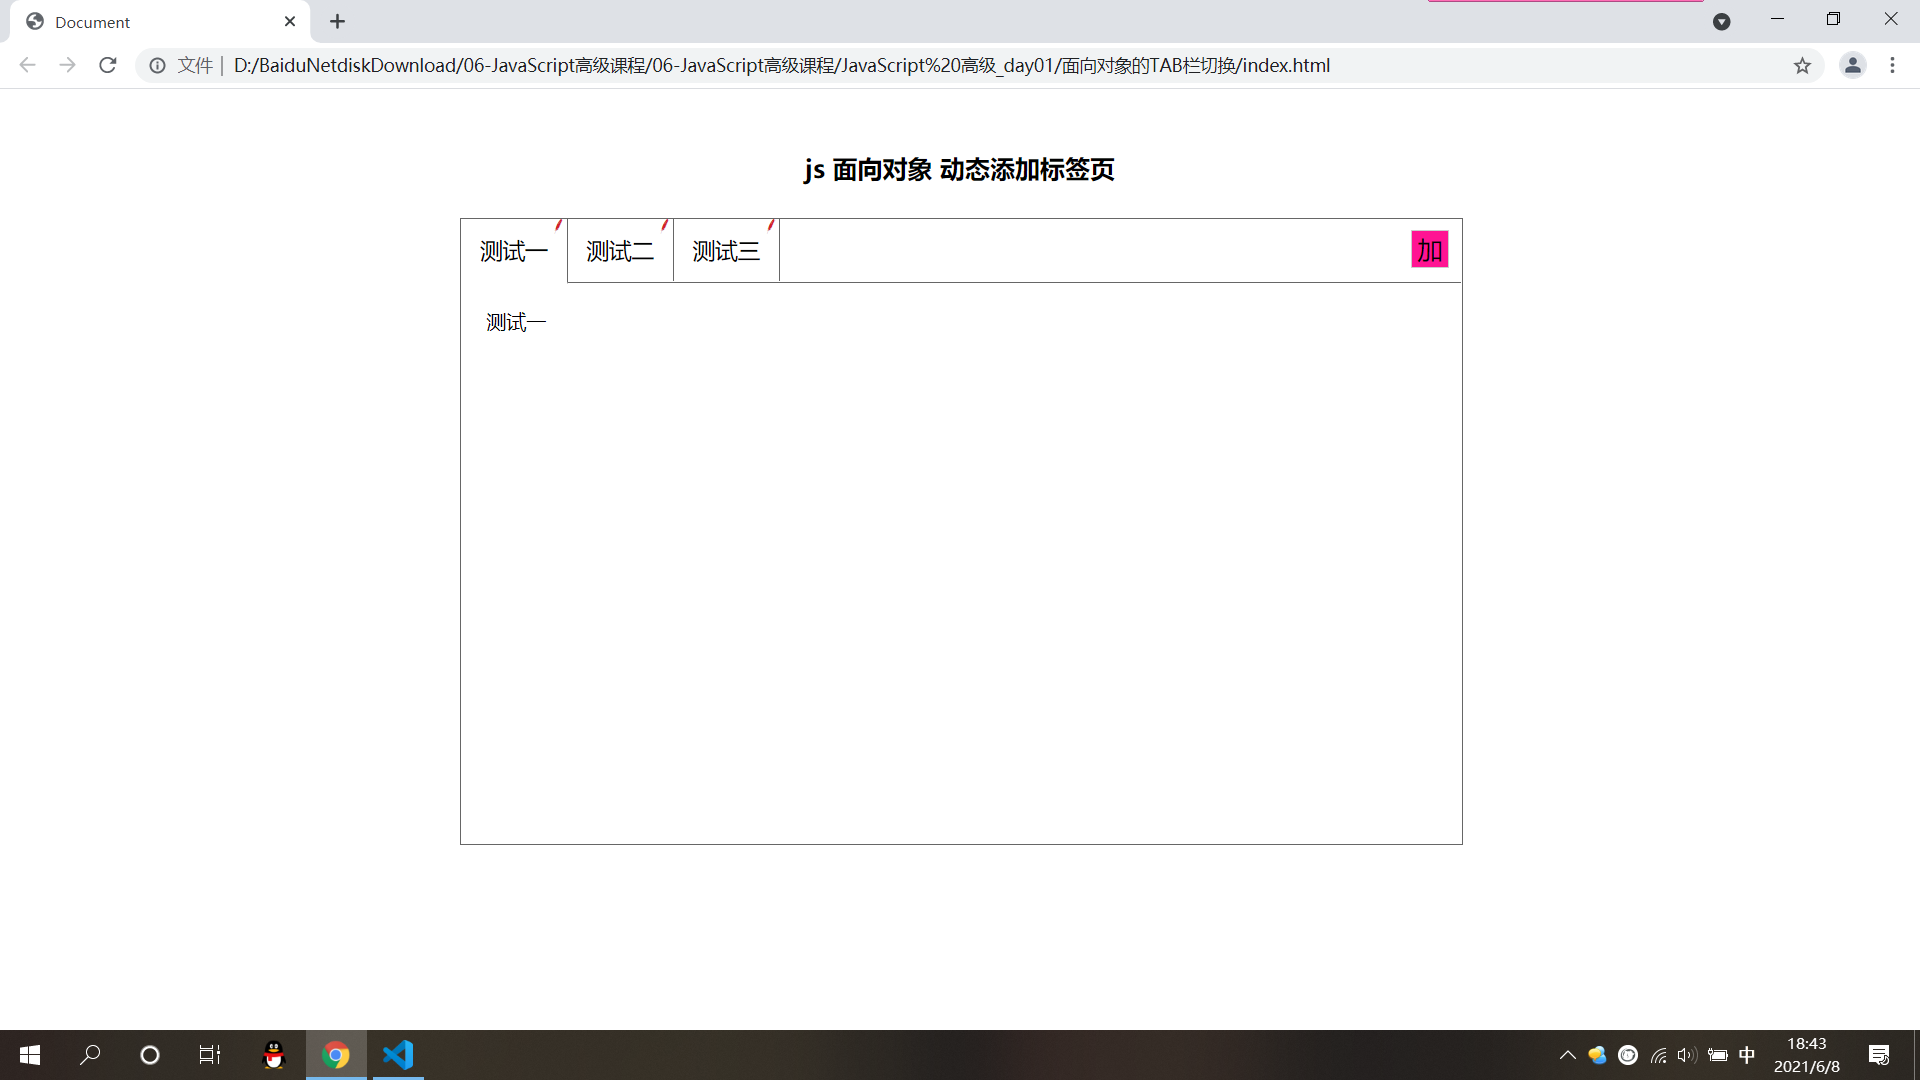 Document
文件 | D:/BaiduNetdiskDownload/06-JavaScript高级课程/06-JavaScript高级课程/JavaScript%20高级_day01/面向对象的TAB栏切换/index.html
js 面向对象 动态添加标签页
测试一 测试二 测试三 加
测试一
中 18:43
2021/6/8